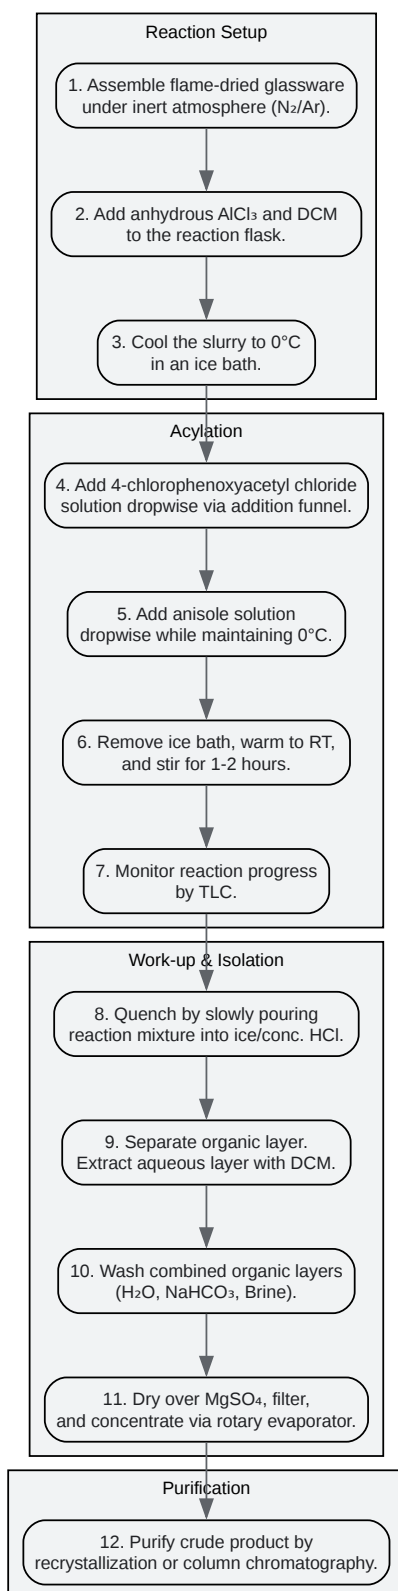 Reaction Setup
1. Assemble flame-dried glassware
under inert atmosphere (N₂/Ar).
2. Add anhydrous AlCl₃ and DCM
to the reaction flask.
3. Cool the slurry to 0°C
in an ice bath.
Acylation
4. Add 4-chlorophenoxyacetyl chloride
solution dropwise via addition funnel.
5. Add anisole solution
dropwise while maintaining 0°C.
6. Remove ice bath, warm to RT,
and stir for 1-2 hours.
7. Monitor reaction progress
by TLC.
Work-up & Isolation
8. Quench by slowly pouring
reaction mixture into ice/conc. HCl.
9. Separate organic layer.
Extract aqueous layer with DCM.
10. Wash combined organic layers
(H₂O, NaHCO₃, Brine).
11. Dry over MgSO₄, filter,
and concentrate via rotary evaporator.
Purification
12. Purify crude product by
recrystallization or column chromatography.